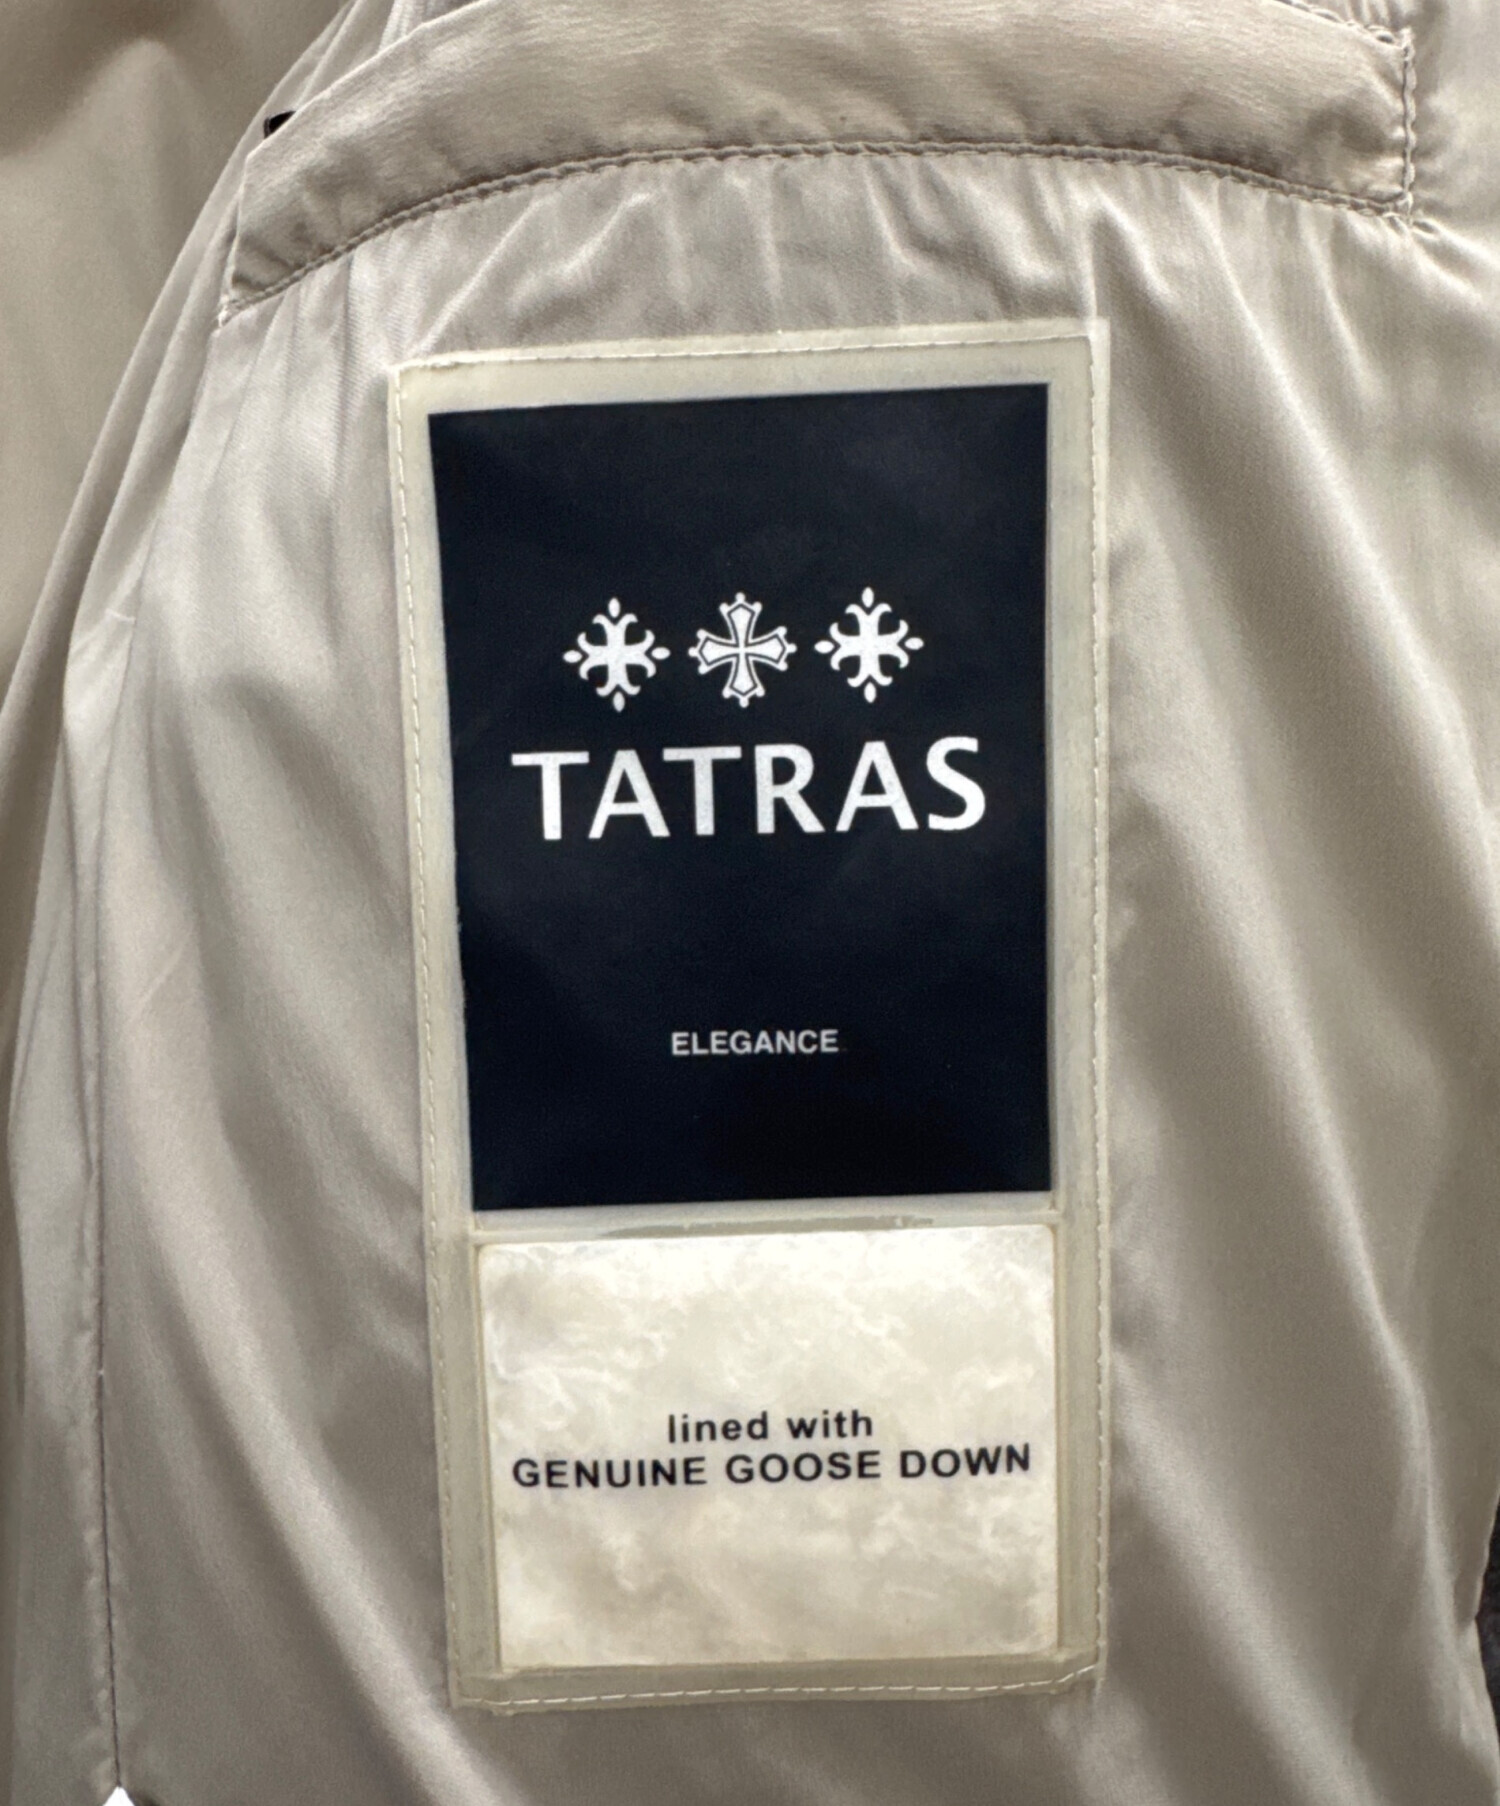 TATRAS
ELEGANCE
lined with
GENUINE GOOSE DOWN